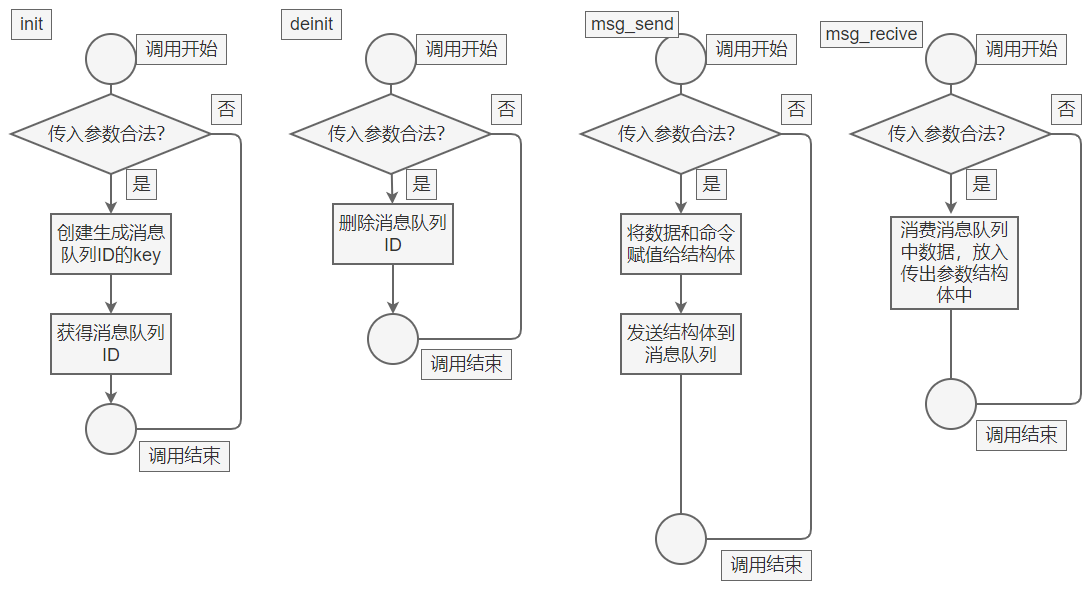 init
调用开始
传入参数合法?
否
是
创建生成消息
队列ID的key
获得消息队列
ID
调用结束
deinit
调用开始
传入参数合法?
否
是
删除消息队列
ID
调用结束
msg_send
调用开始
传入参数合法?
否
是
将数据和命令
赋值给结构体
发送结构体到
消息队列
调用结束
msg_recive
调用开始
传入参数合法?
否
是
消费消息队列
中数据，放入
传出参数结构
体中
调用结束